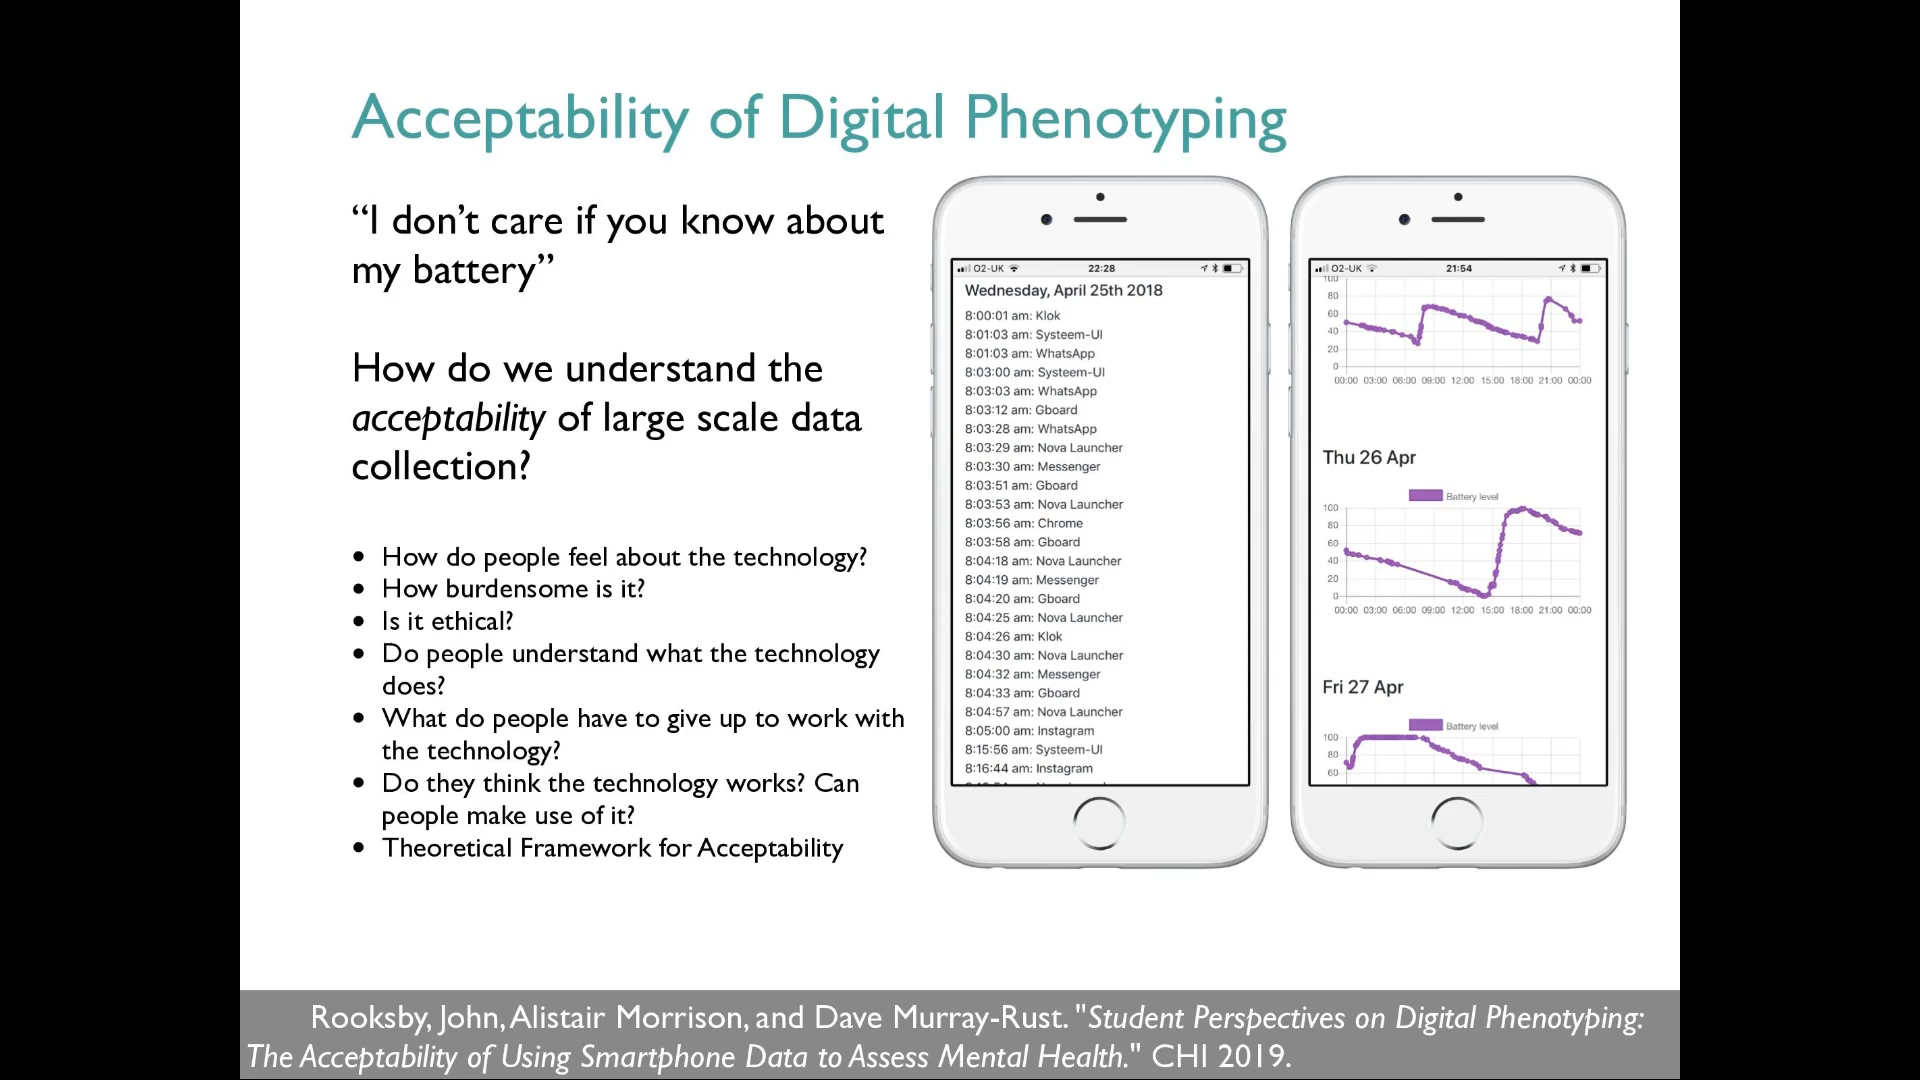 Acceptability of Digital Phenotyping
“I don’t care if you know about
my battery”
How do we understand the
acceptability of large scale data
collection?
• How do people feel about the technology?
• How burdensome is it?
• Is it ethical?
• Do people understand what the technology
does?
• What do people have to give up to work with
the technology?
• Do they think the technology works? Can
people make use of it?
• Theoretical Framework for Acceptability
O2-UK 22:28
Wednesday, April 25th 2018
8:00:01 am: Klok
8:01:03 am: Systeem-UI
8:01:03 am: WhatsApp
8:03:00 am: Systeem-UI
8:03:03 am: WhatsApp
8:03:12 am: Gboard
8:03:28 am: WhatsApp
8:03:29 am: Nova Launcher
8:03:30 am: Messenger
8:03:51 am: Gboard
8:03:53 am: Nova Launcher
8:03:56 am: Chrome
8:03:58 am: Gboard
8:04:18 am: Nova Launcher
8:04:19 am: Messenger
8:04:20 am: Gboard
8:04:25 am: Nova Launcher
8:04:26 am: Klok
8:04:30 am: Nova Launcher
8:04:32 am: Messenger
8:04:33 am: Gboard
8:04:57 am: Nova Launcher
8:05:00 am: Instagram
8:15:56 am: Systeem-UI
8:16:44 am: Instagram
O2-UK 21:54
100
80
60
40
20
0
00:00 03:00 06:00 09:00 12:00 15:00 18:00 21:00 00:00
Thu 26 Apr
Battery level
100
80
60
40
20
0
00:00 03:00 06:00 09:00 12:00 15:00 18:00 21:00 00:00
Fri 27 Apr
Battery level
100
80
60
Rooksby, John, Alistair Morrison, and Dave Murray-Rust. "Student Perspectives on Digital Phenotyping:
The Acceptability of Using Smartphone Data to Assess Mental Health." CHI 2019.